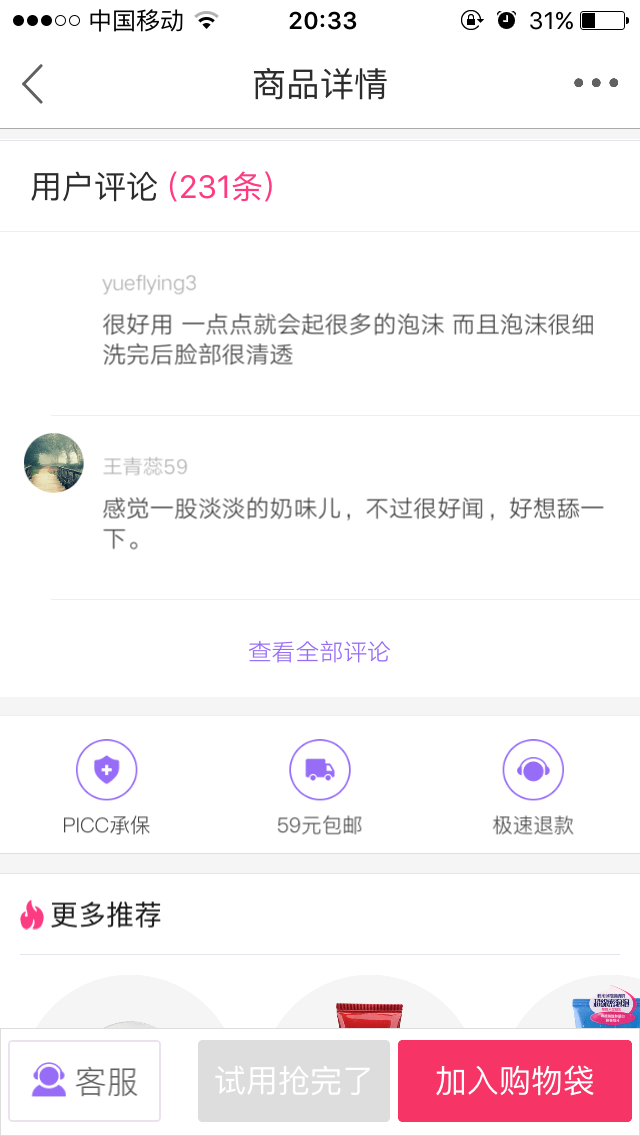 中国移动 20:33 31%
商品详情
用户评论 (231条)
yueflying3
很好用 一点点就会起很多的泡沫 而且泡沫很细
洗完后脸部很清透
王青蕊59
感觉一股淡淡的奶味儿，不过很好闻，好想舔一
下。
查看全部评论
PICC承保 59元包邮 极速退款
更多推荐
客服 试用抢完了 加入购物袋